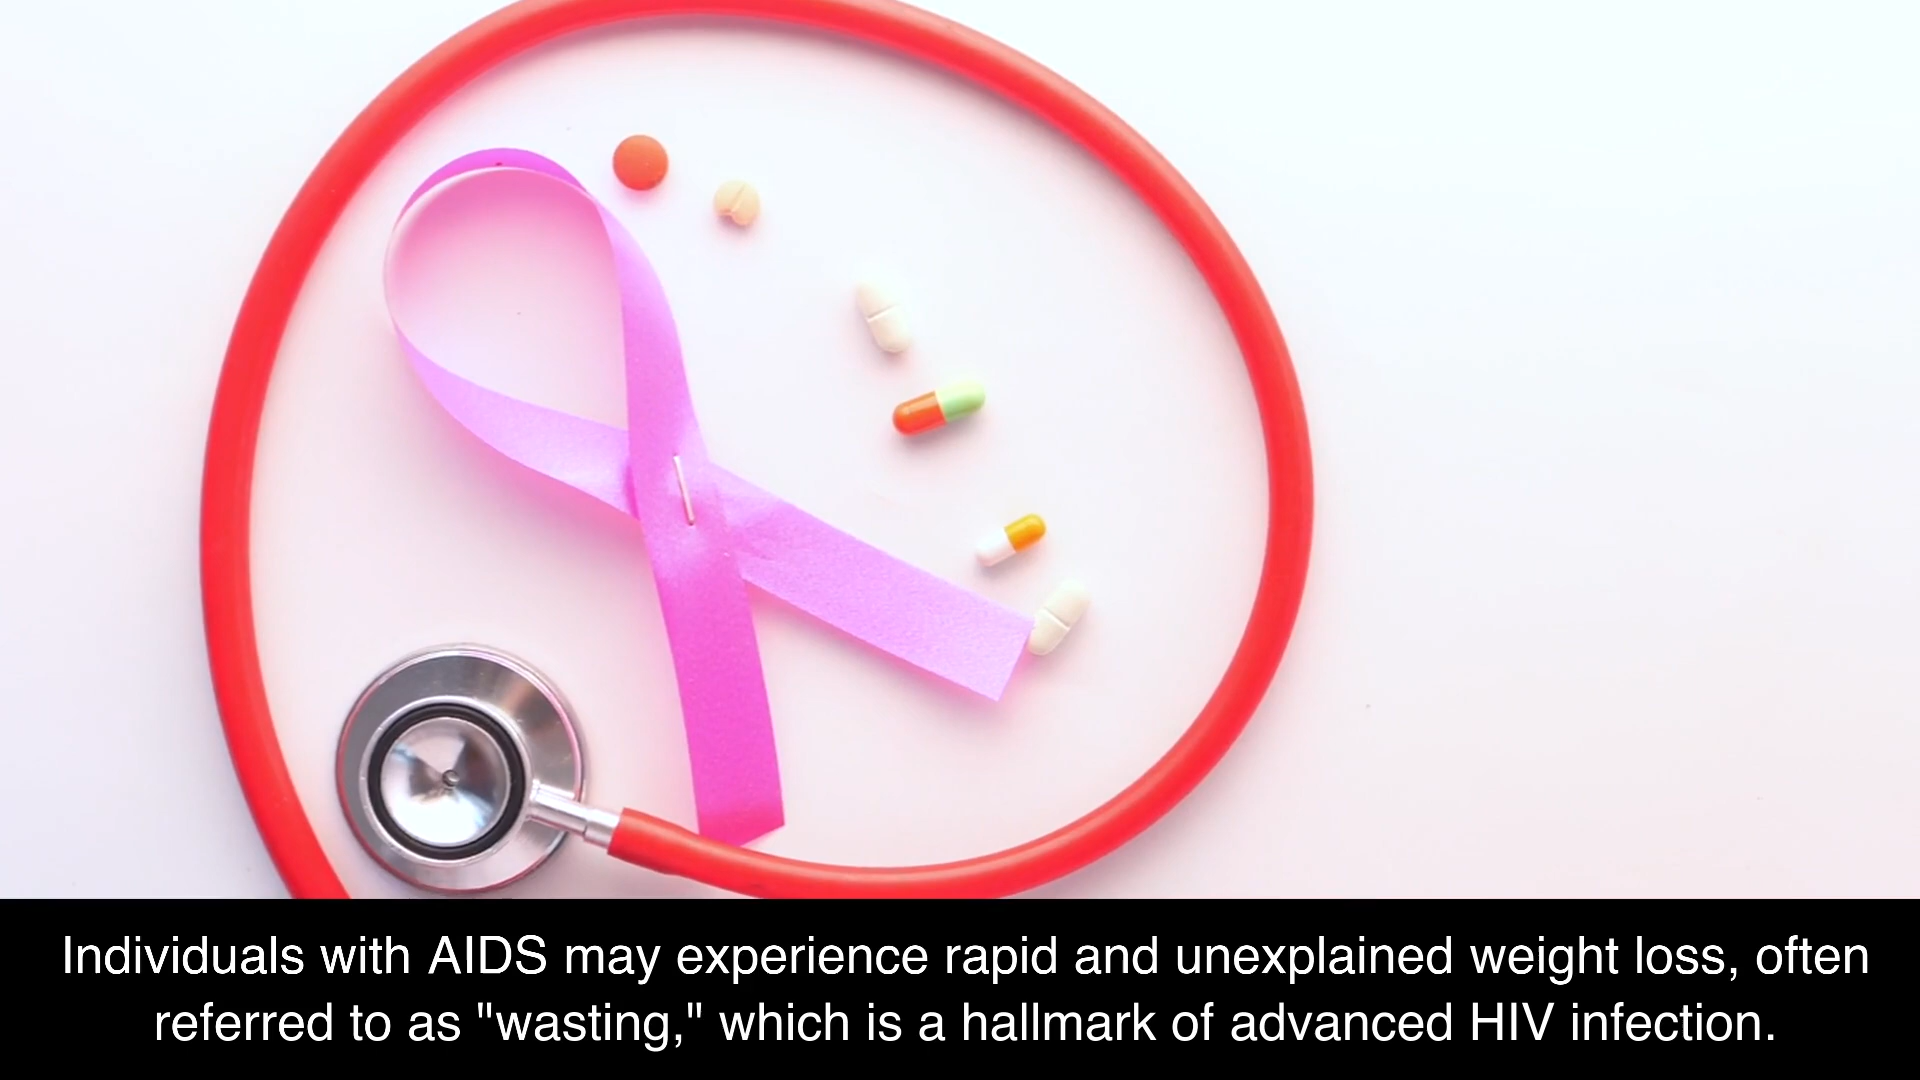 Individuals with AIDS may experience rapid and unexplained weight loss, often
referred to as "wasting," which is a hallmark of advanced HIV infection.